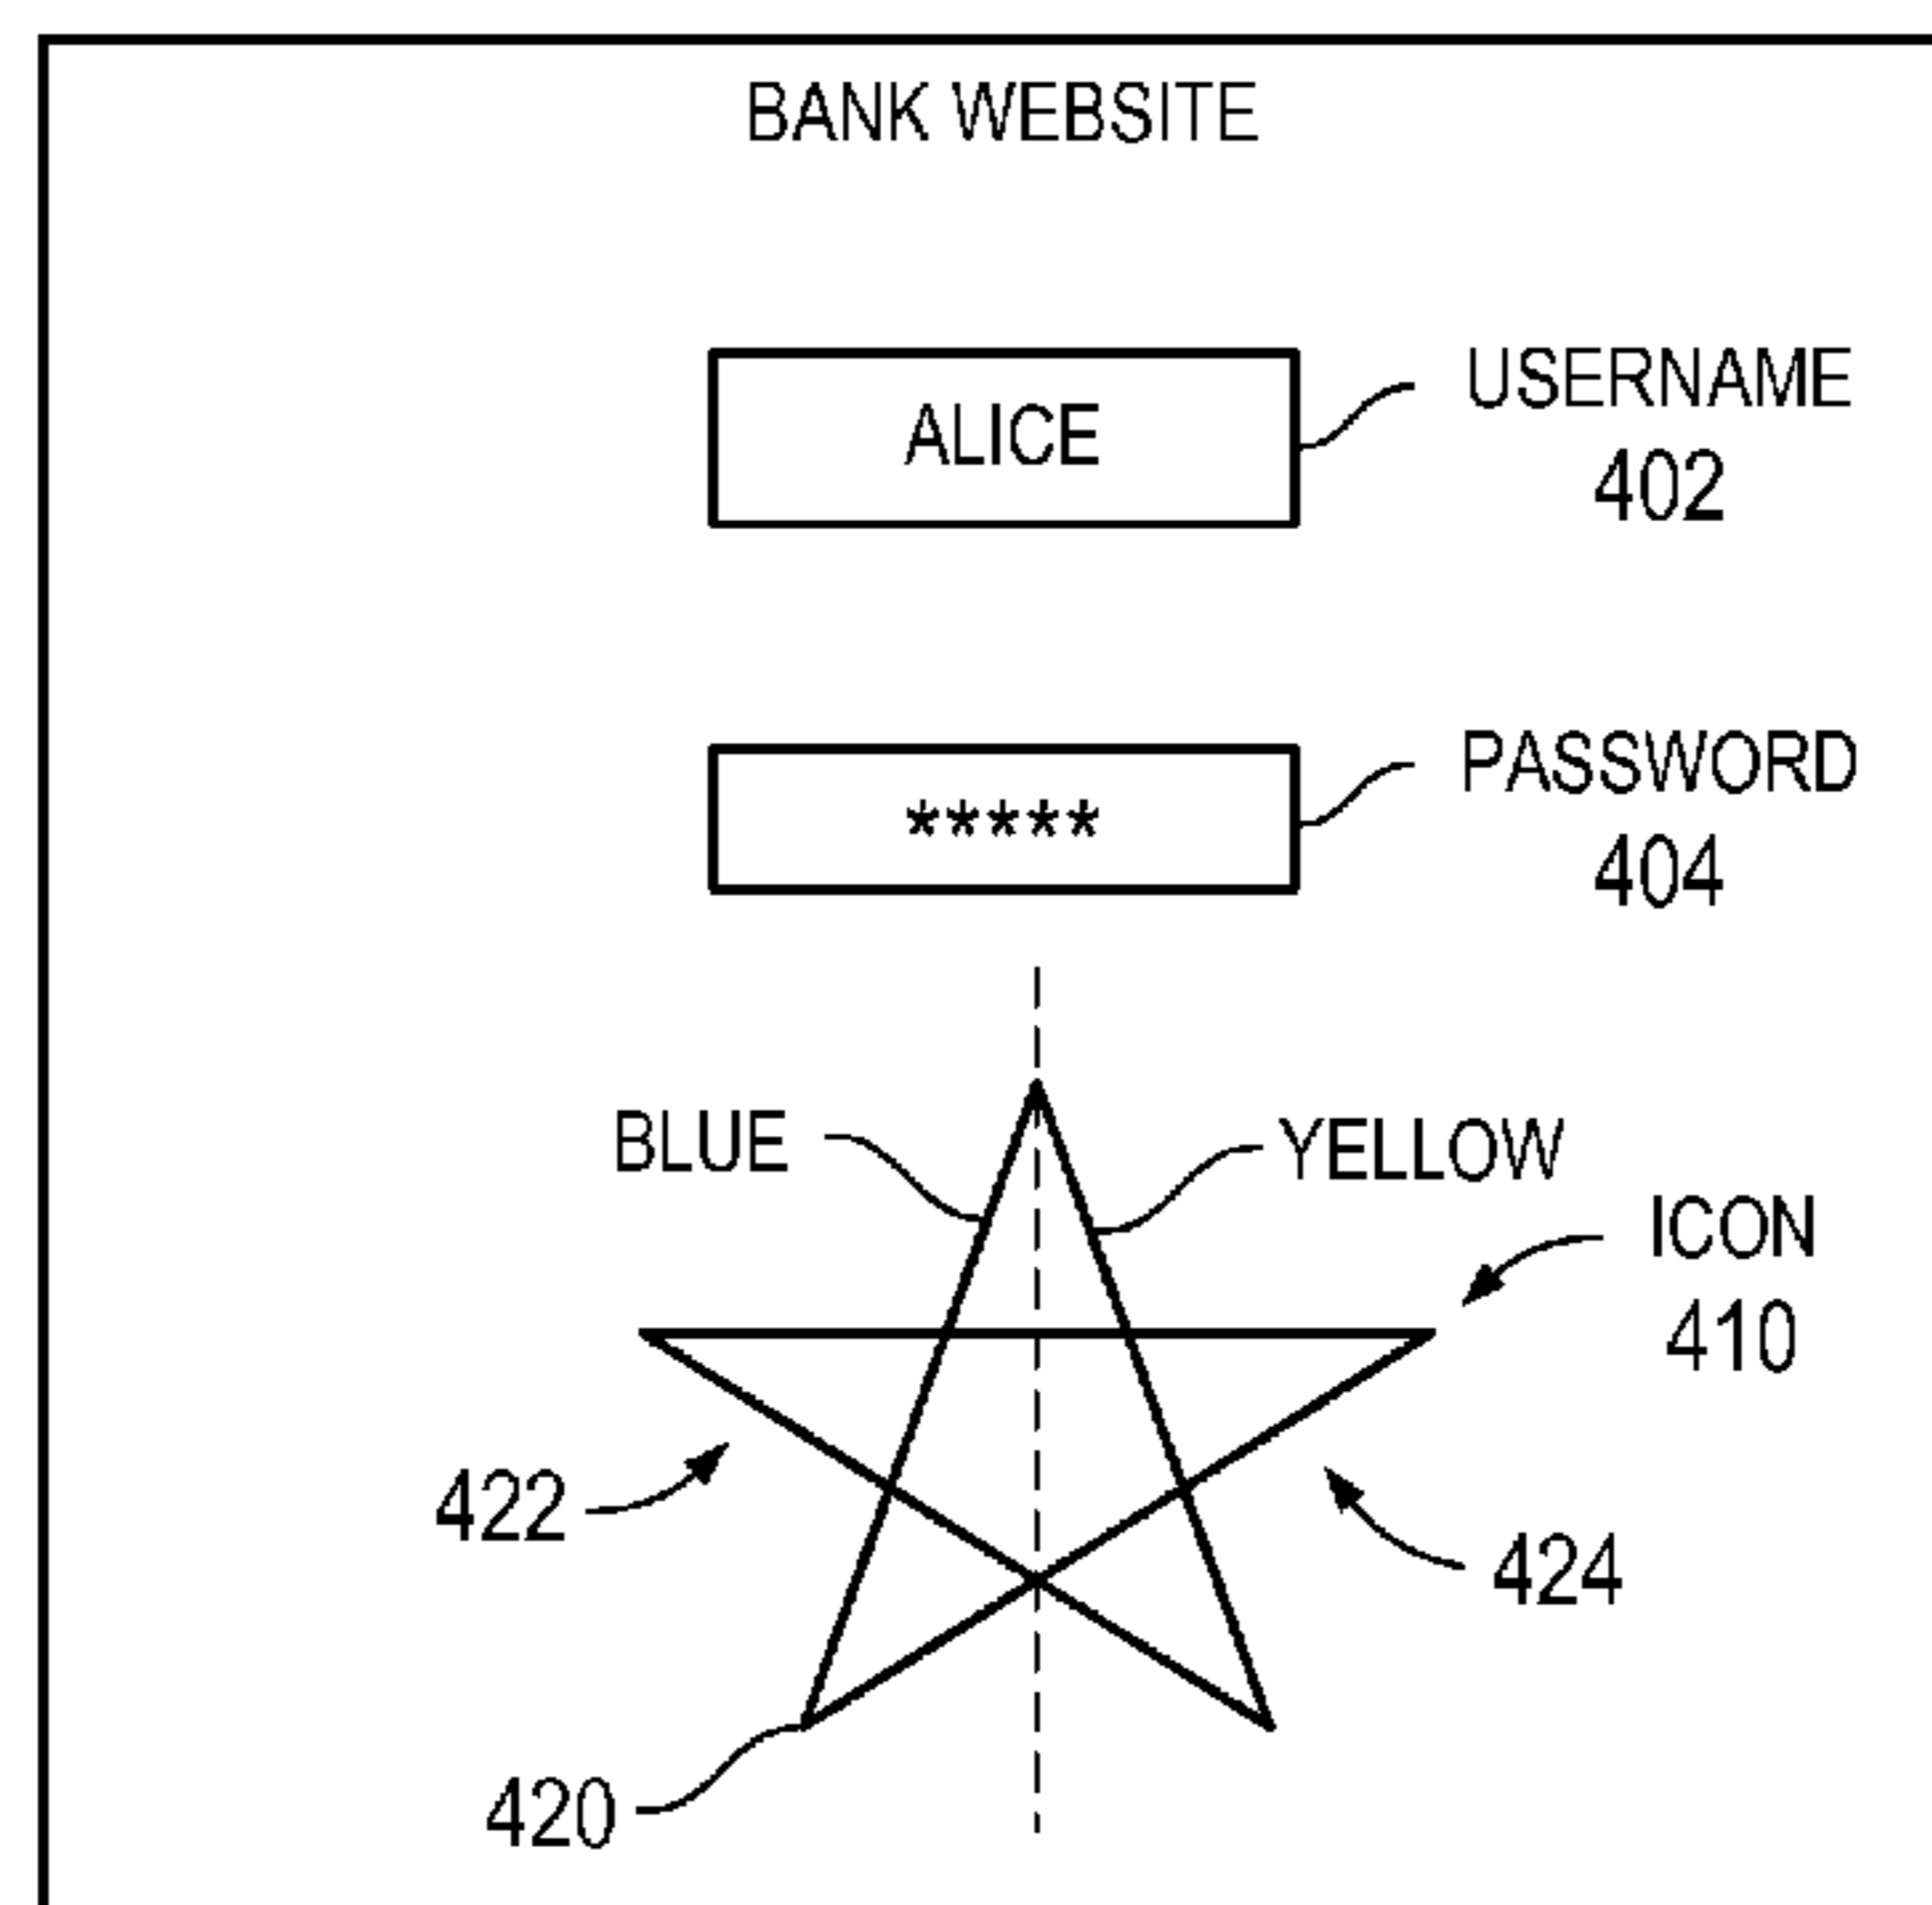 BANK WEBSITE
ALICE
USERNAME
402
*****
PASSWORD
404
BLUE
YELLOW
ICON
410
422
424
420